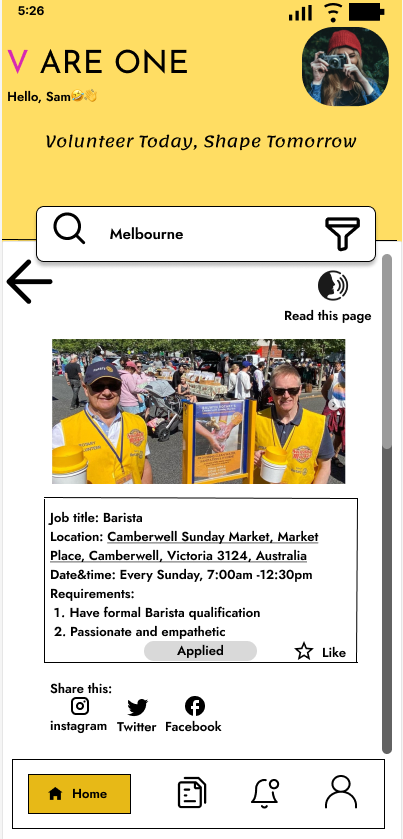 5:26
V ARE ONE
Hello, Sam🤣👏
Volunteer Today, Shape Tomorrow
Melbourne
Read this page
Job title: Barista
Location: Camberwell Sunday Market, Market
Place, Camberwell, Victoria 3124, Australia
Date&time: Every Sunday, 7:00am -12:30pm
Requirements:
1. Have formal Barista qualification
2. Passionate and empathetic
Applied
Like
Share this:
instagram Twitter Facebook
Home